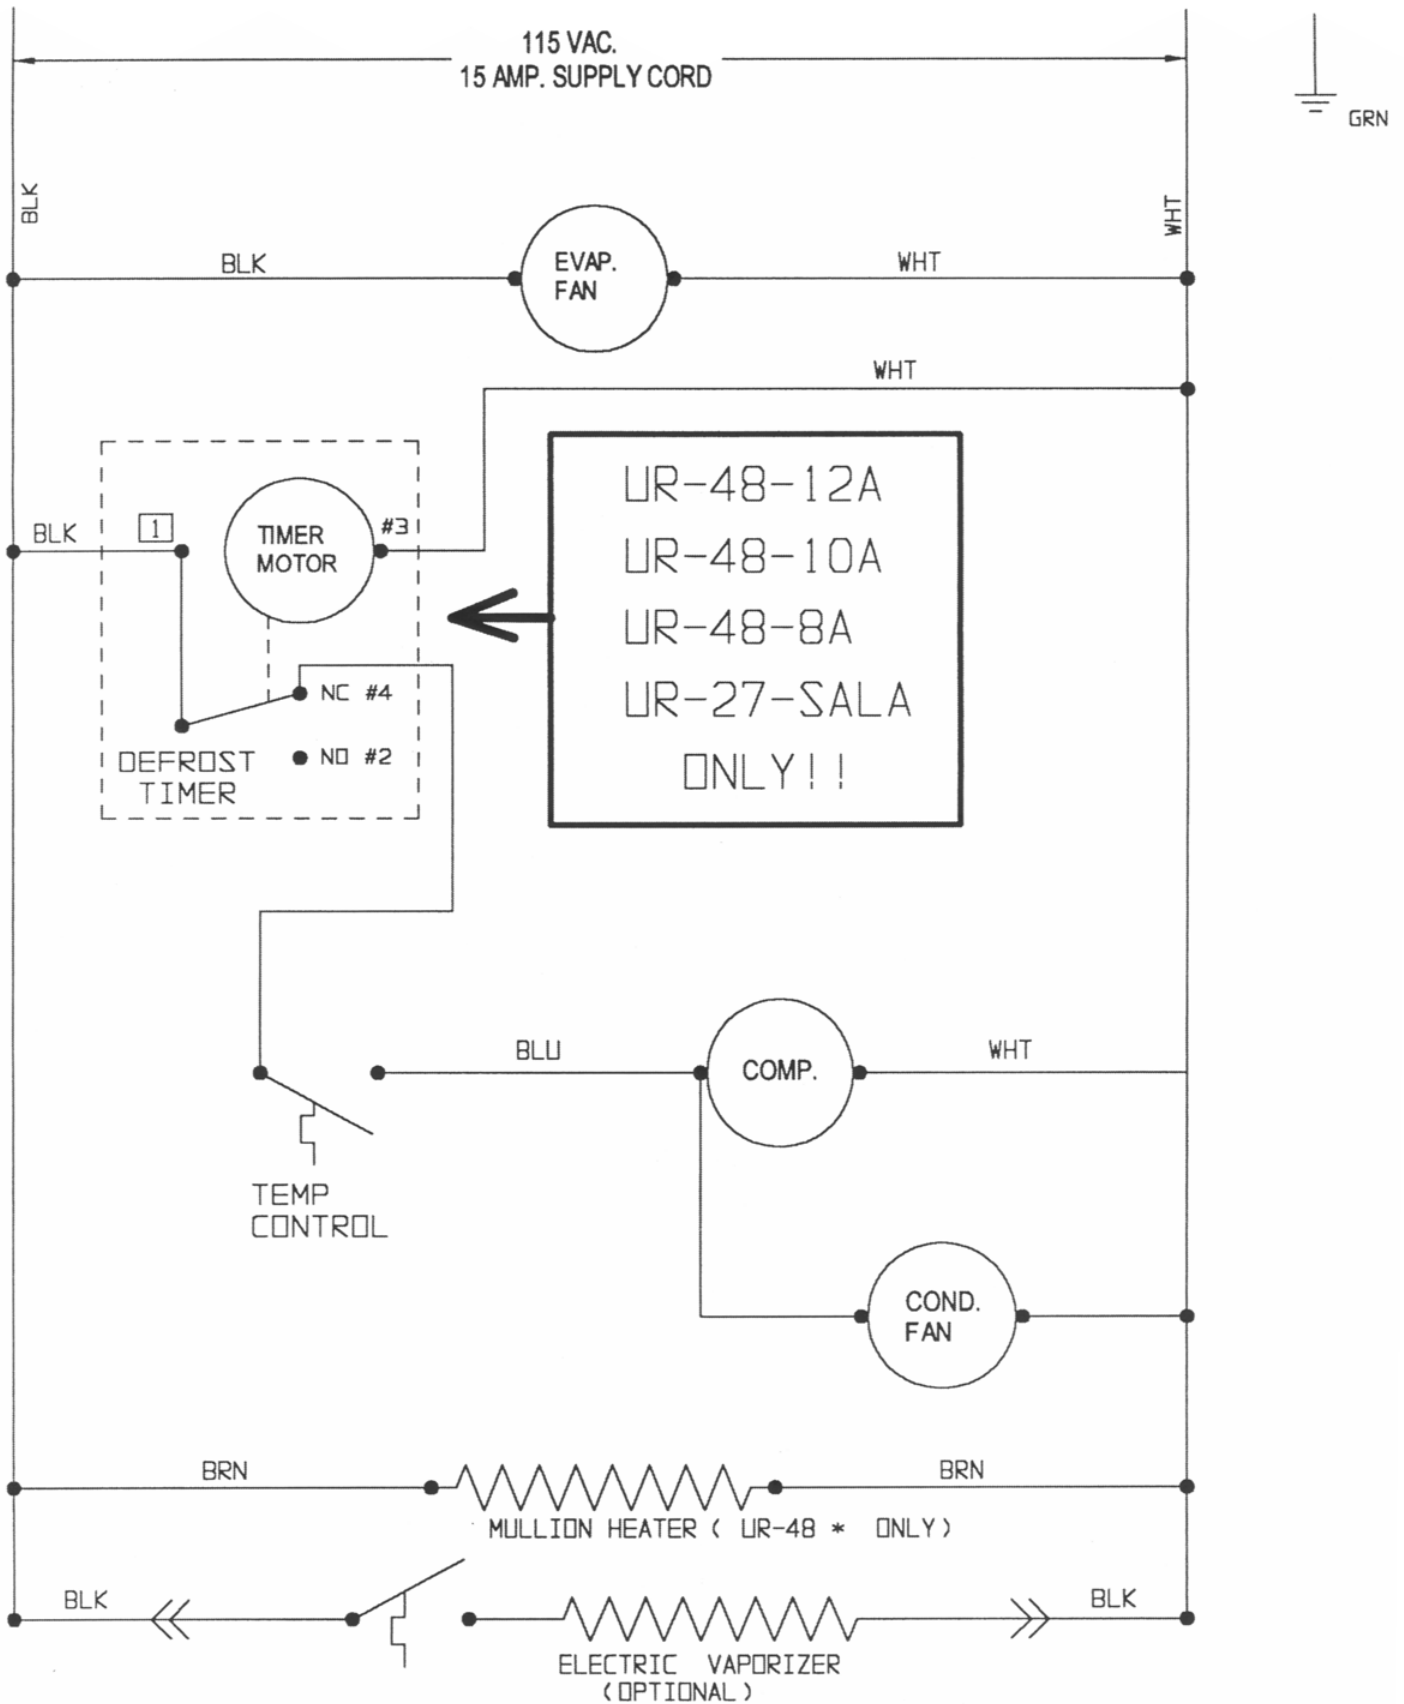 115 VAC.
15 AMP. SUPPLY CORD
GRN
BLK
WHT
BLK
EVAP.
FAN
WHT
WHT
BLK
1
TIMER
MOTOR
#3
UR-48-12A
UR-48-10A
UR-48-8A
UR-27-SALA
ONLY!!
NC #4
NO #2
DEFROST
TIMER
BLU
COMP.
WHT
TEMP
CONTROL
COND.
FAN
BRN
BRN
MULLION HEATER ( UR-48 * ONLY)
BLK
BLK
ELECTRIC VAPORIZER
(OPTIONAL)